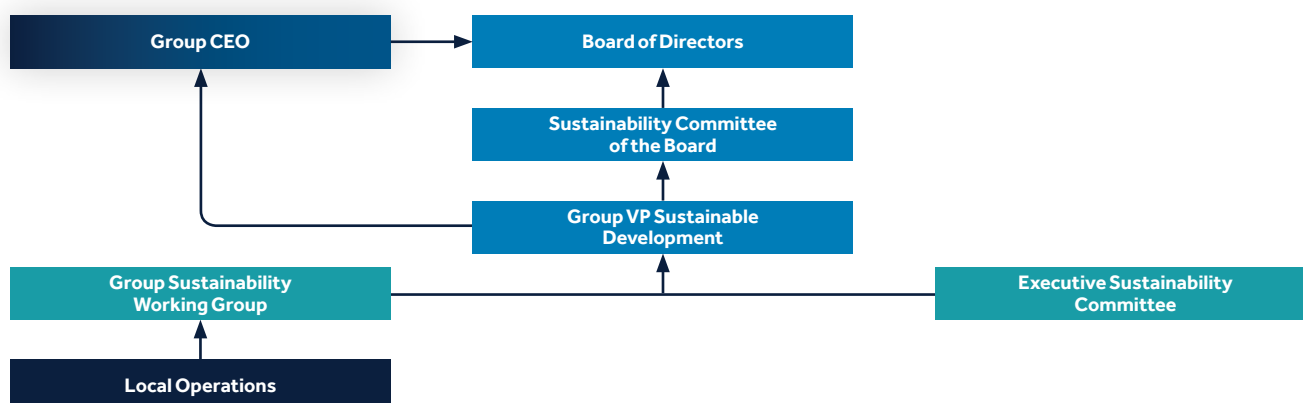 Group CEO
Board of Directors
Sustainability Committee
of the Board
Group VP Sustainable
Development
Group Sustainability
Working Group
Executive Sustainability
Committee
Local Operations